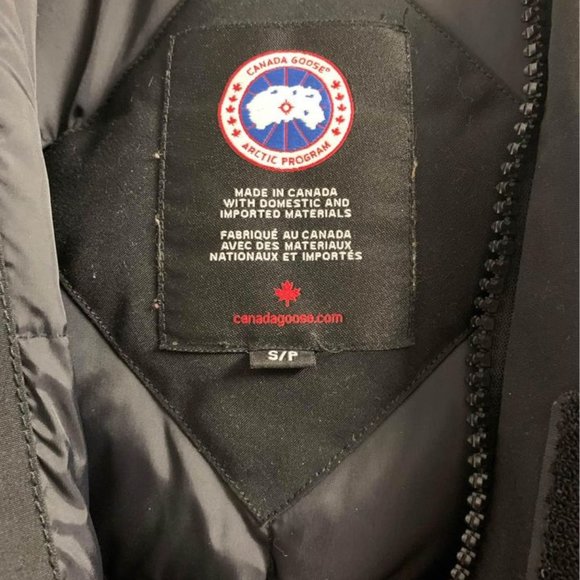 CANADA GOOSE®
ARCTIC PROGRAM
MADE IN CANADA
WITH DOMESTIC AND
IMPORTED MATERIALS
FABRIQUÉ AU CANADA
AVEC DES MATERIAUX
NATIONAUX ET IMPORTÉS
canadagoose.com
S/P